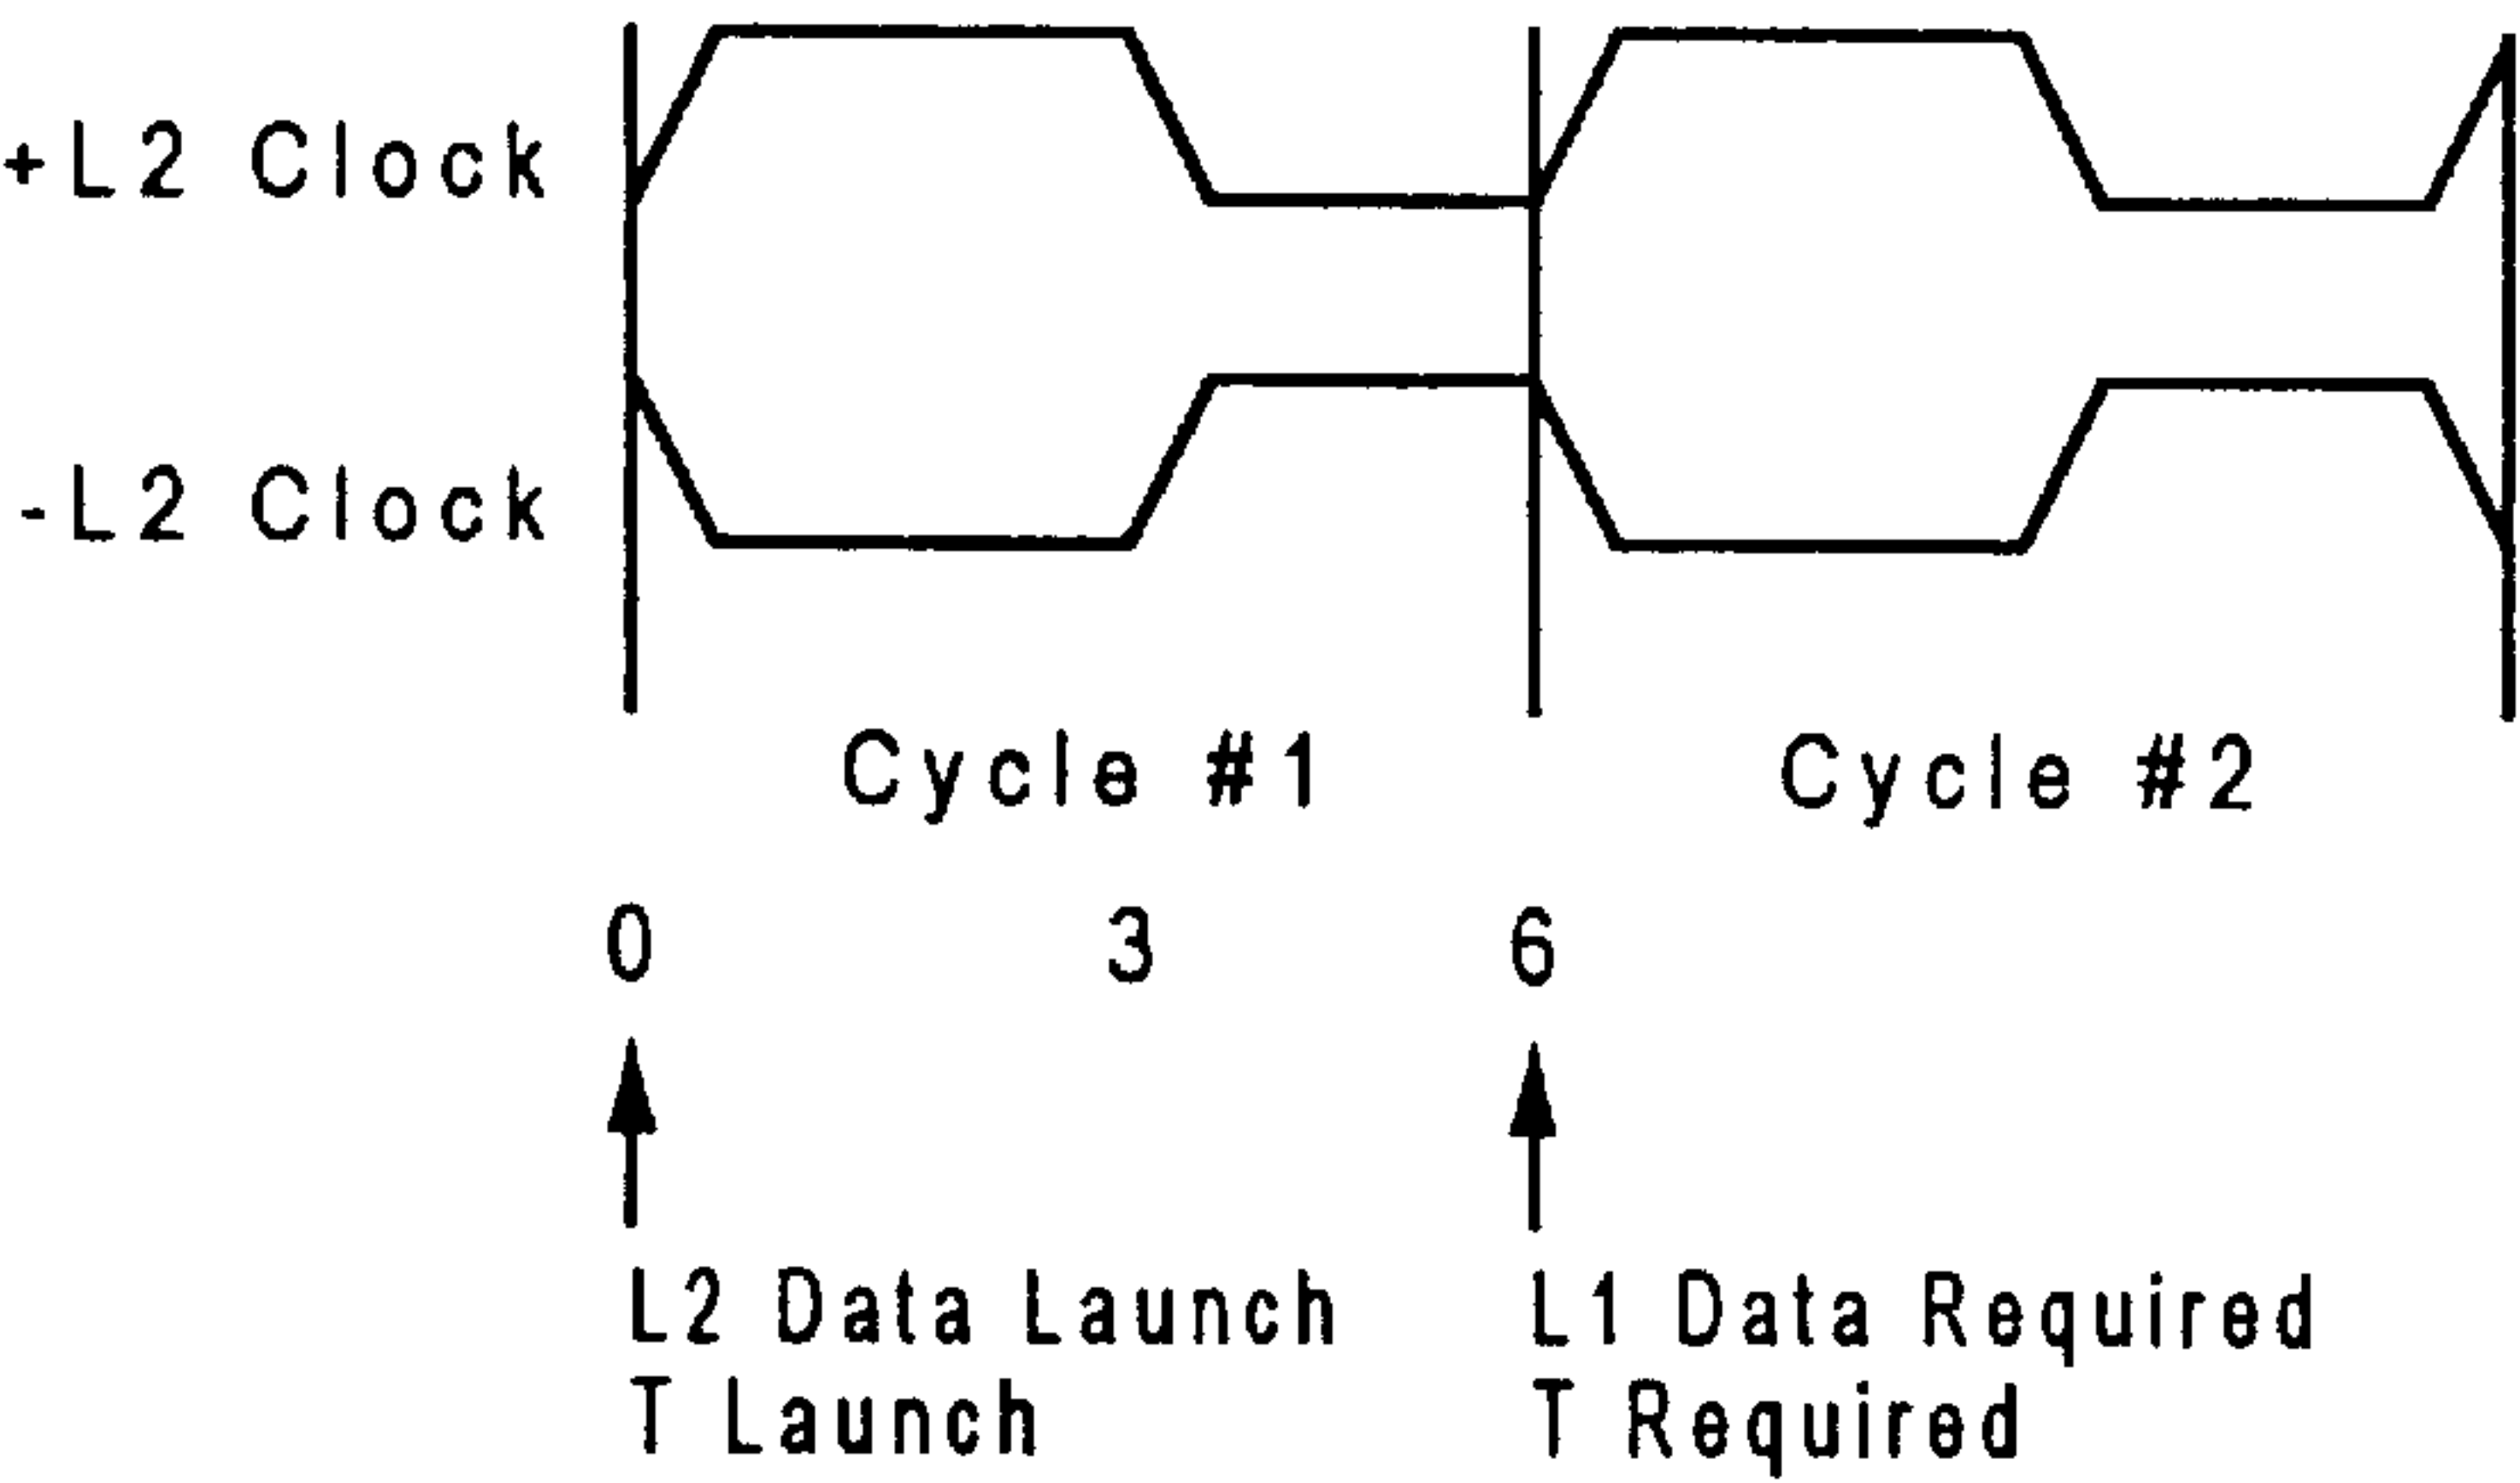 +L2 Clock
-L2 Clock
Cycle #1 Cycle #2
0 3 6
L2 Data Launch L1 Data Required
T Launch T Required